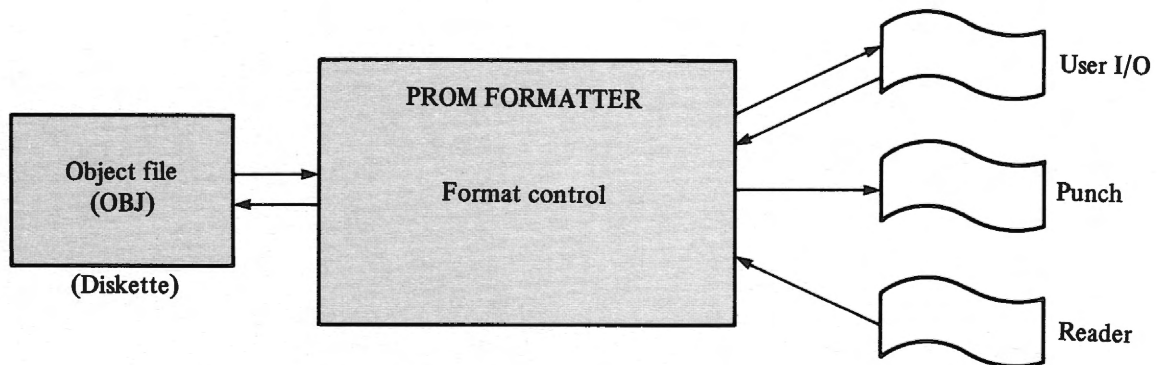 Object file
(OBJ)
(Diskette)
PROM FORMATTER
Format control
User I/O
Punch
Reader